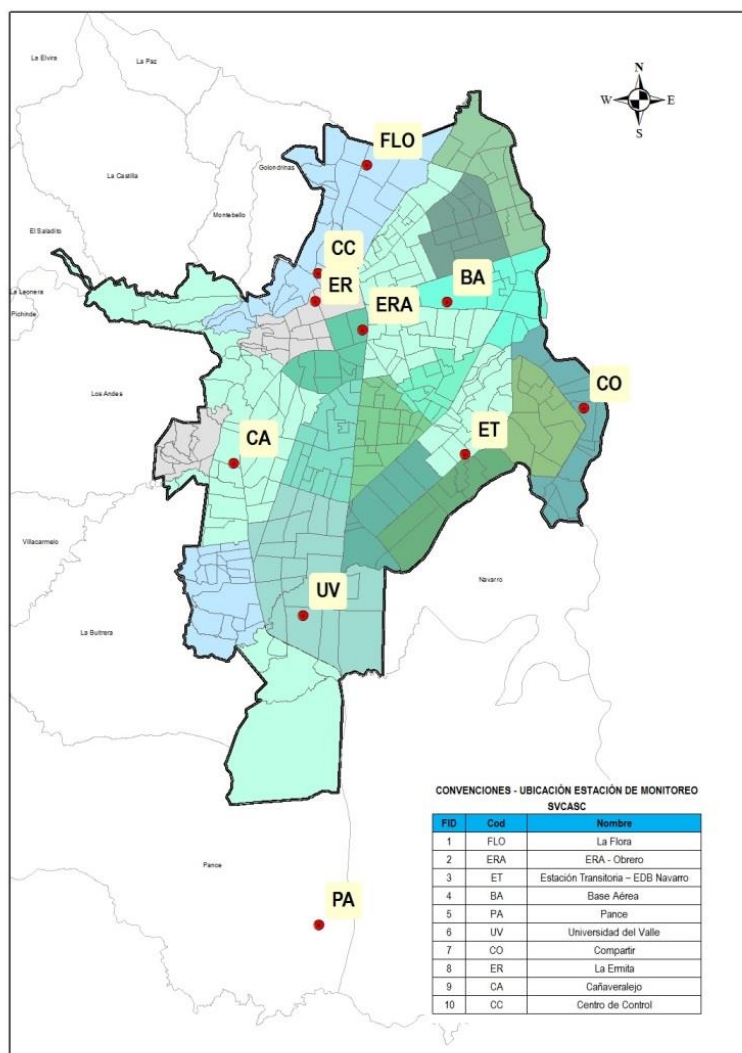 La Elvira
La Paz
N
W E
S
FLO
La Castilla
Golondrinas
Montebello
El Saladito
CC
La Leonera
ER
BA
Pichinde
ERA
Los Andes
CO
CA
ET
Villacarmelo
Navarro
UV
La Buitrera
Pance
PA
CONVENCIONES - UBICACIÓN ESTACIÓN DE MONITOREO
SVCASC
FID Cod Nombre
1 FLO La Flora
2 ERA ERA - Obrero
3 ET Estación Transitoria – EDB Navarro
4 BA Base Aérea
5 PA Pance
6 UV Universidad del Valle
7 CO Compartir
8 ER La Ermita
9 CA Cañaveralejo
10 CC Centro de Control